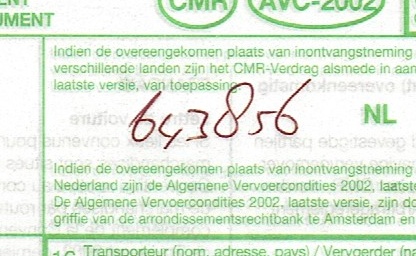 ENT
UMENT
CMR
AVC-2002
Indien de overeengekomen plaats van inontvangstneming
verschillende landen zijn het CMR-Verdrag alsmede in aan
laatste versie, van toepassing.
643856
NL
Indien de overeengekomen plaats van inontvangstneming
Nederland zijn de Algemene Vervoercondities 2002, laatst
De Algemene Vervoercondities 2002, laatste versie, zijn do
griffie van de arrondissementsrechtbank te Amsterdam en
16 Transporteur (nom, adresse, pays) / Vervoerder (n